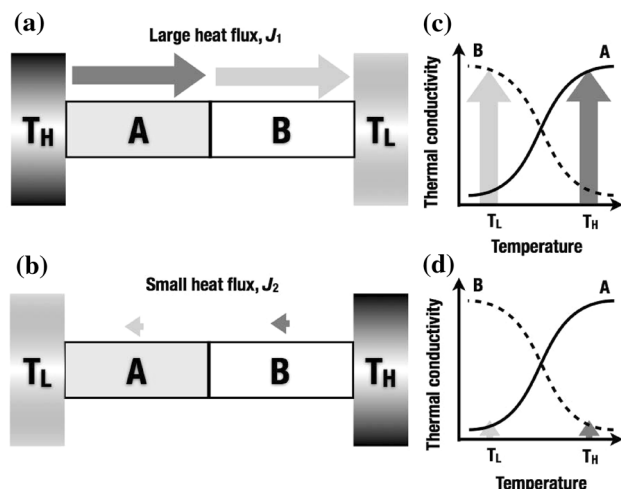 (a)
Large heat flux, J1
TH
A
B
TL
(c)
B
A
Thermal conductivity
TL
TH
Temperature
(b)
Small heat flux, J2
TL
A
B
TH
(d)
B
A
Thermal conductivity
TL
TH
Temperature